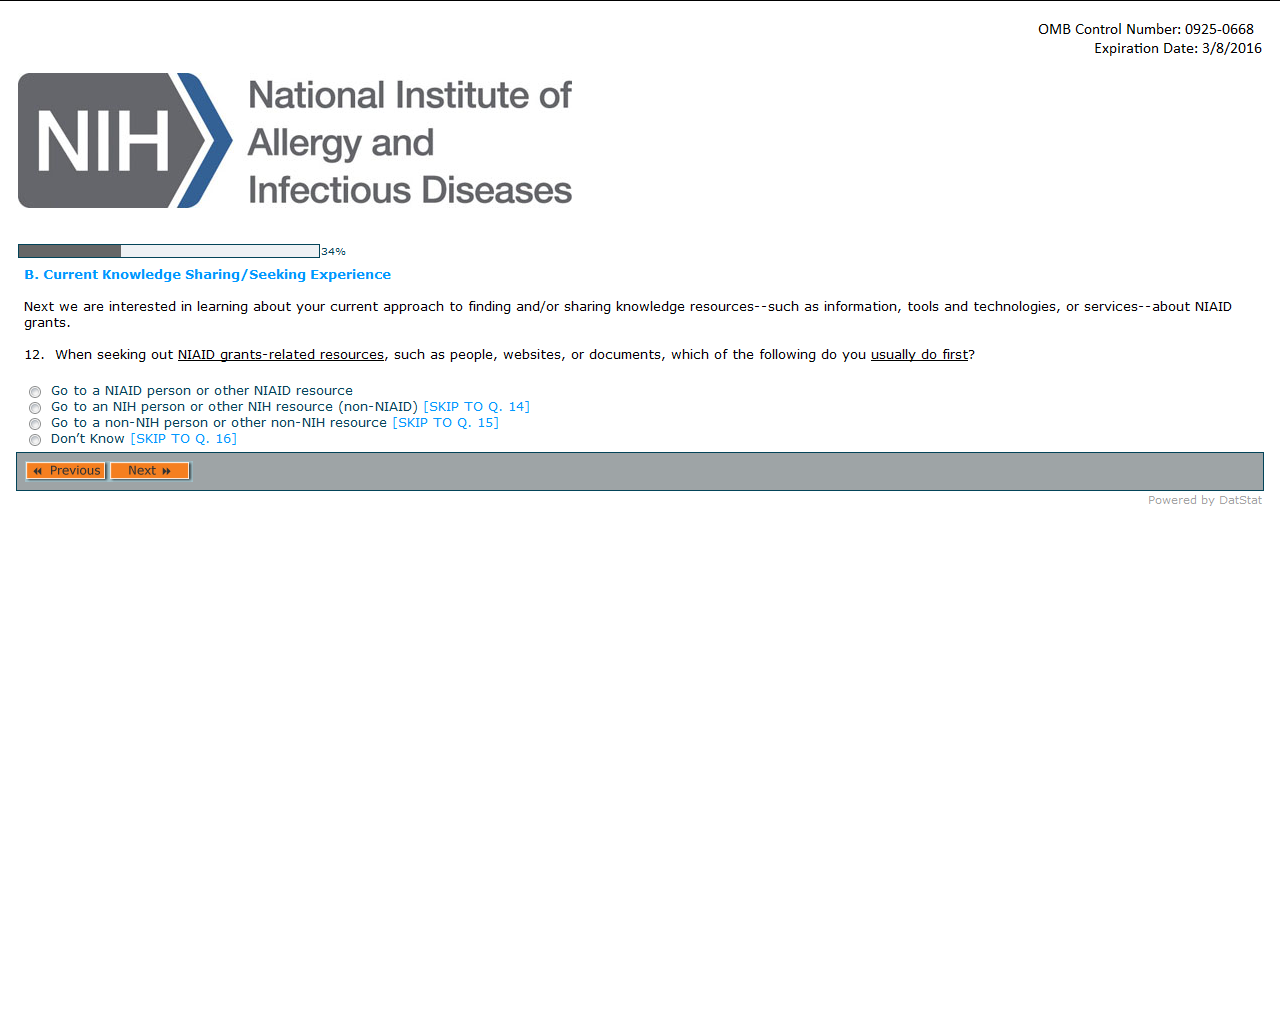 OMB Control Number: 0925-0668
Expiration Date: 3/8/2016
NIH
National Institute of
Allergy and
Infectious Diseases
34%
B. Current Knowledge Sharing/Seeking Experience
Next we are interested in learning about your current approach to finding and/or sharing knowledge resources--such as information, tools and technologies, or services--about NIAID
grants.
12. When seeking out NIAID grants-related resources, such as people, websites, or documents, which of the following do you usually do first?
Go to a NIAID person or other NIAID resource
Go to an NIH person or other NIH resource (non-NIAID) [SKIP TO Q. 14]
Go to a non-NIH person or other non-NIH resource [SKIP TO Q. 15]
Don’t Know [SKIP TO Q. 16]
Previous Next
Powered by DatStat